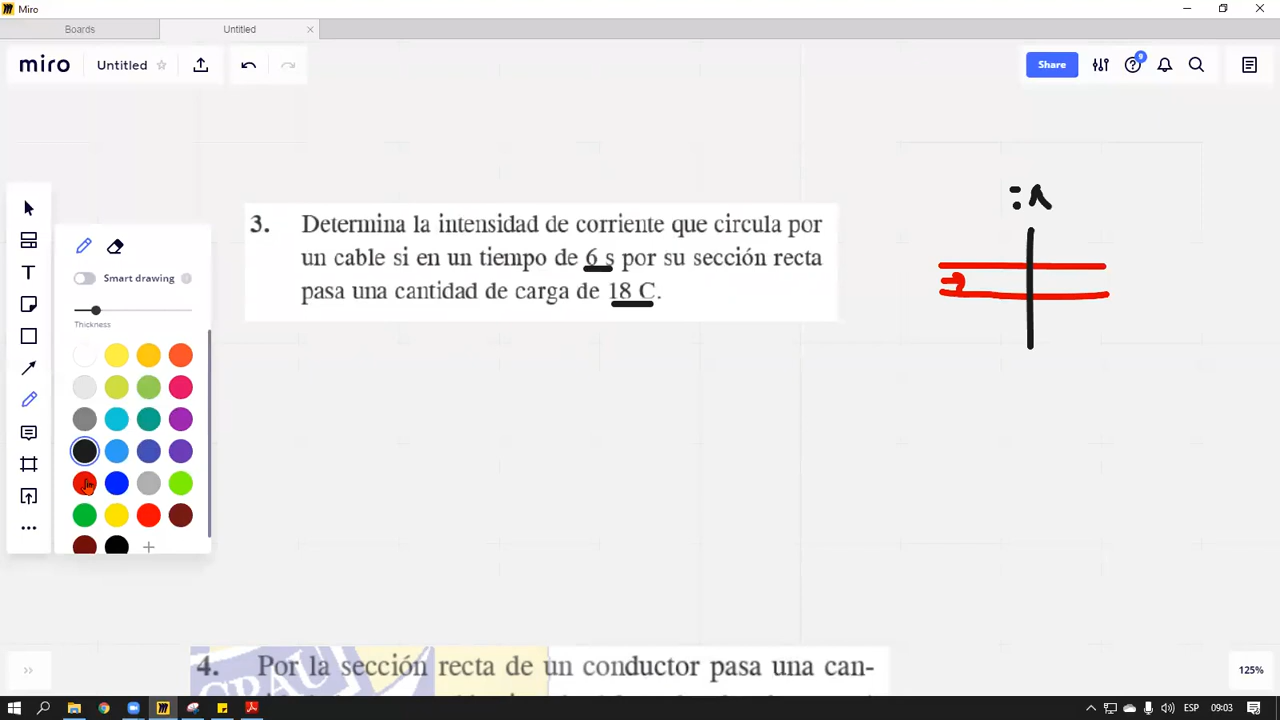 Miro
Boards
Untitled
miro
Untitled
Share
9
Smart drawing
Thickness
3. Determina la intensidad de corriente que circula por
un cable si en un tiempo de 6 s por su sección recta
pasa una cantidad de carga de 18 C.
4. Por la sección recta de un conductor pasa una can-
125%
ESP
09:03